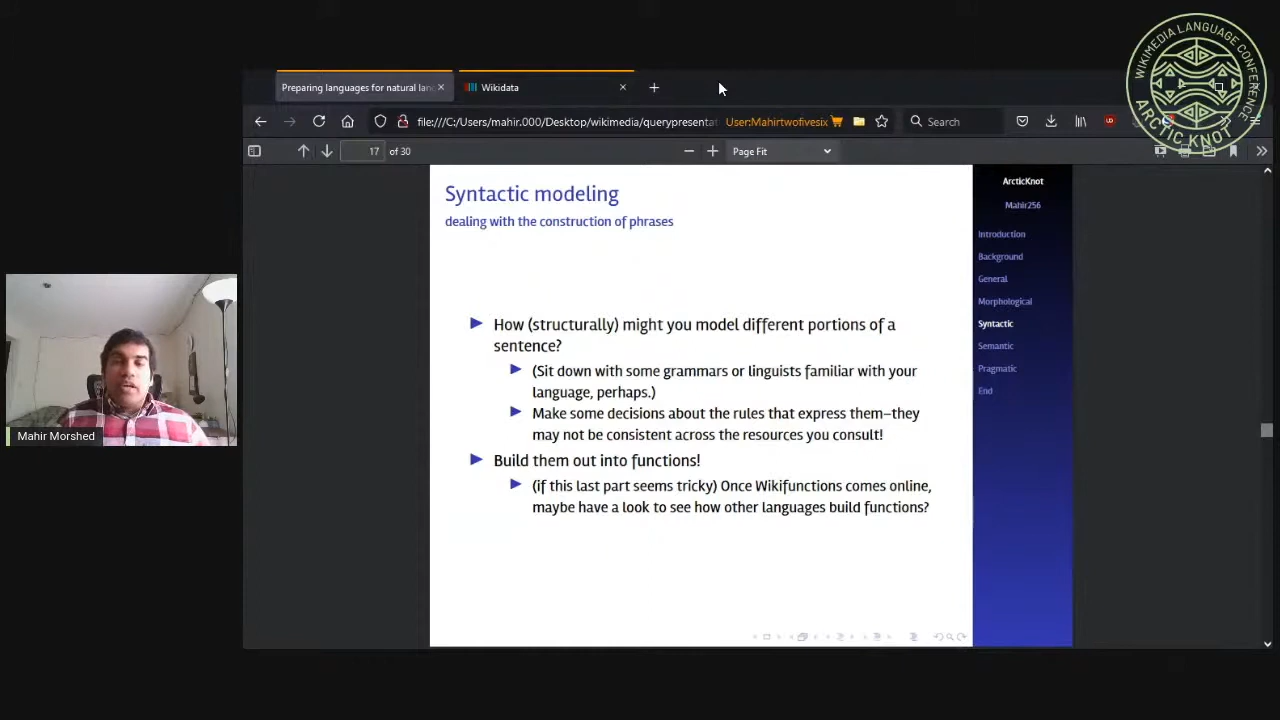 WIKIMEDIA LANGUAGE CONFERENCE
ARCTIC KNOT
Preparing languages for natural lang
Wikidata
file:///C:/Users/mahir.000/Desktop/wikimedia/querypresentat
User:Mahirtwofivesix
Search
17 of 30
Page Fit
Syntactic modeling
dealing with the construction of phrases
How (structurally) might you model different portions of a
sentence?
(Sit down with some grammars or linguists familiar with your
language, perhaps.)
Make some decisions about the rules that express them–they
may not be consistent across the resources you consult!
Build them out into functions!
(if this last part seems tricky) Once Wikifunctions comes online,
maybe have a look to see how other languages build functions?
ArcticKnot
Mahir256
Introduction
Background
General
Morphological
Syntactic
Semantic
Pragmatic
End
Mahir Morshed